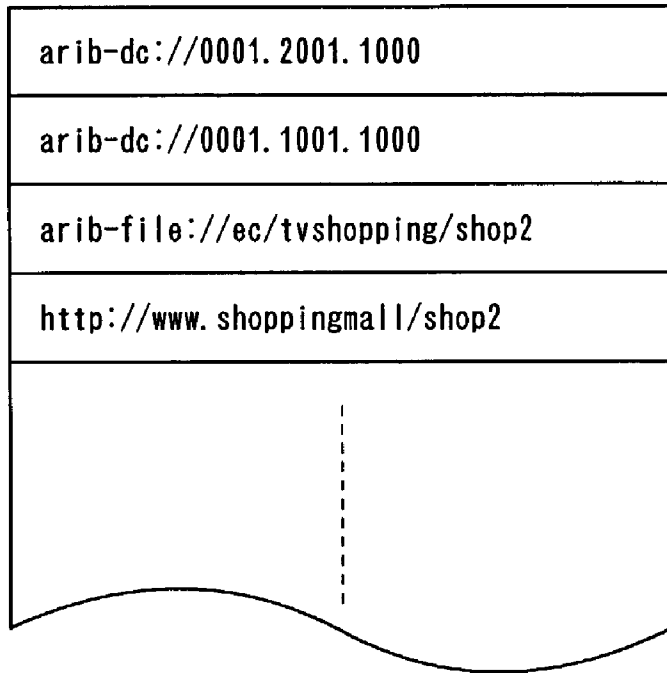 arib-dc://0001.2001.1000
arib-dc://0001.1001.1000
arib-file://ec/tvshopping/shop2
http://www.shoppingmall/shop2